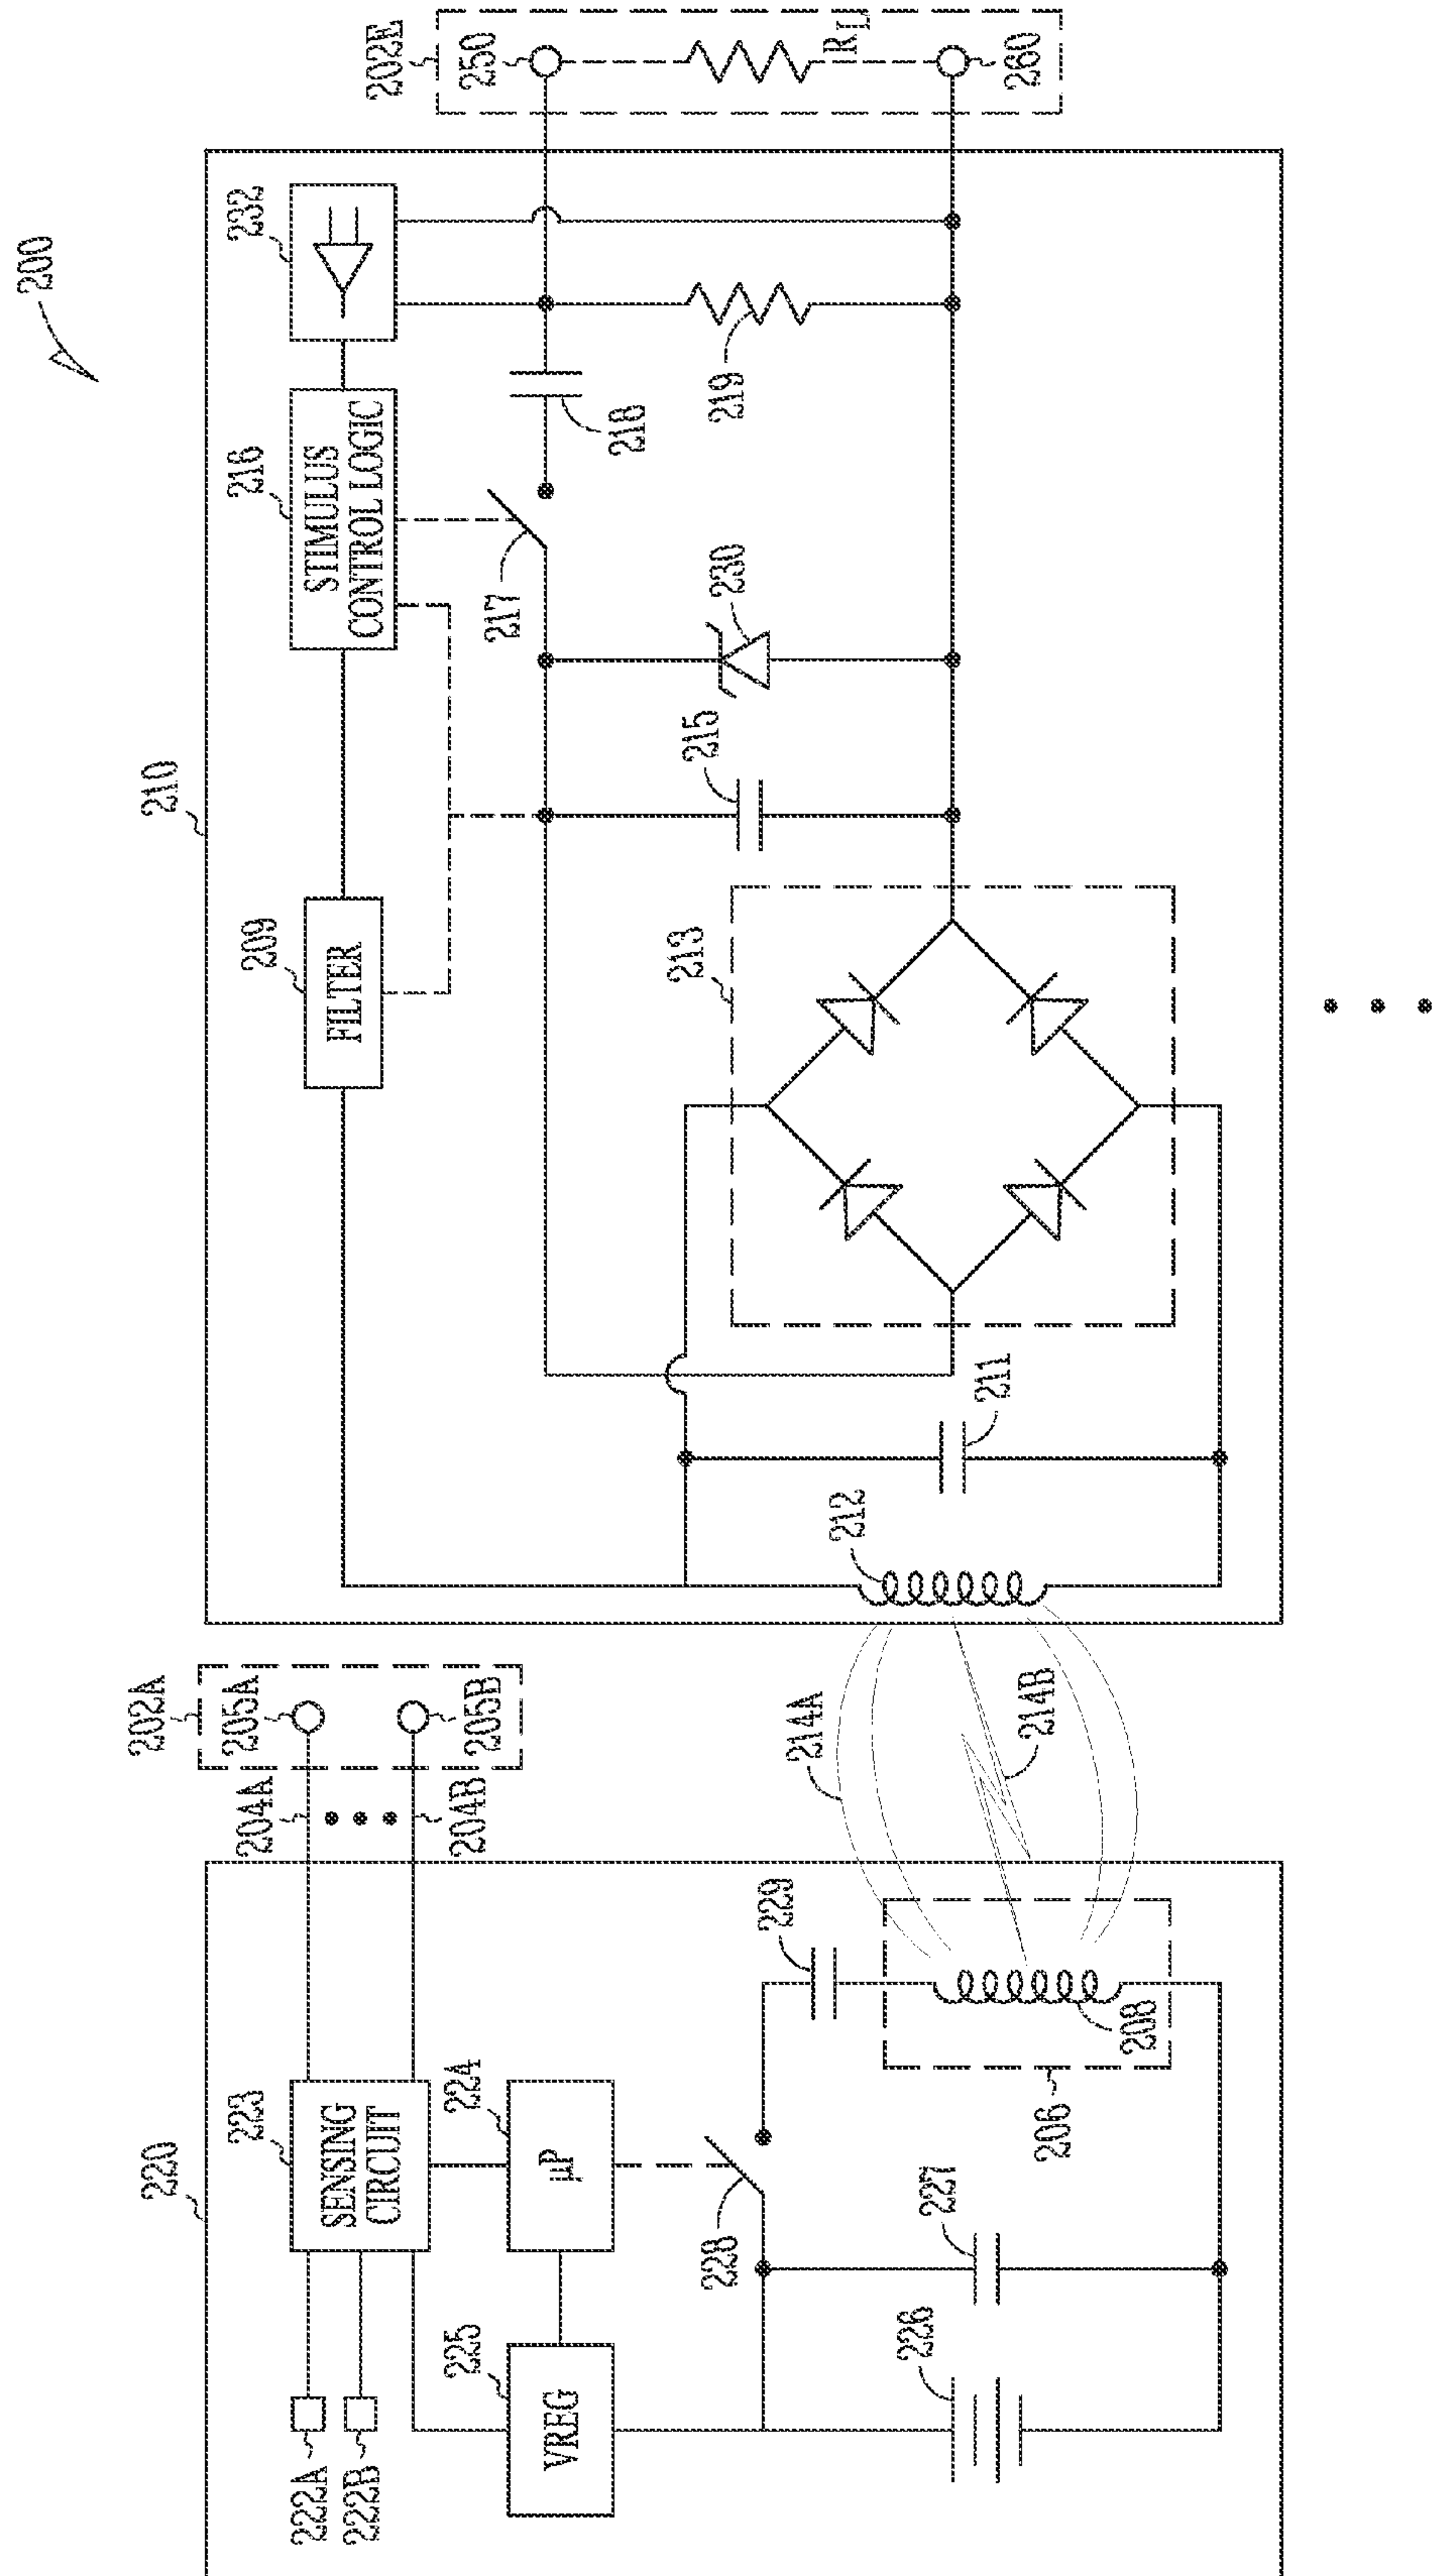 200
220
222A
222B
223
SENSING
CIRCUIT
224
µP
225
VREG
226
227
228
229
206
208
202A
205A
205B
204A
204B
214A
214B
210
209
FILTER
216
STIMULUS
CONTROL LOGIC
232
212
211
213
215
230
217
218
219
202E
250
R_L
260